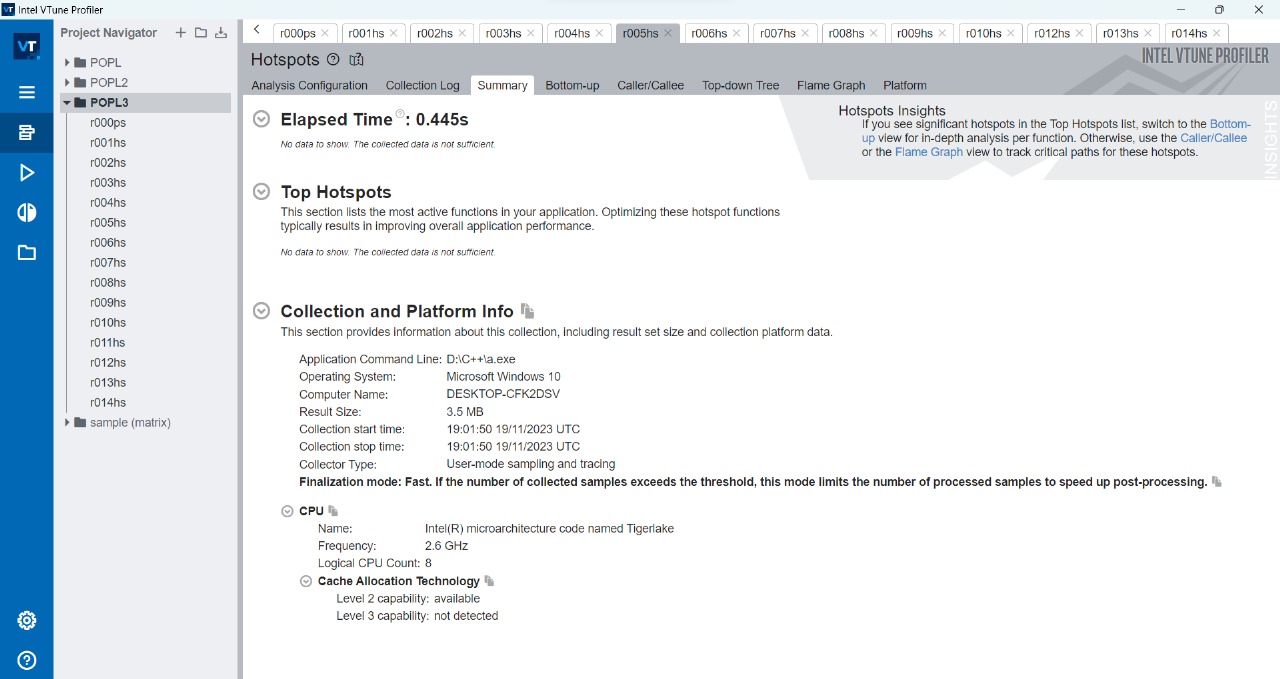 VT Intel VTune Profiler
VT
Project Navigator
POPL
POPL2
POPL3
r000ps
r001hs
r002hs
r003hs
r004hs
r005hs
r006hs
r007hs
r008hs
r009hs
r010hs
r011hs
r012hs
r013hs
r014hs
sample (matrix)
r000ps r001hs r002hs r003hs r004hs r005hs r006hs r007hs r008hs r009hs r010hs r012hs r013hs r014hs
Hotspots
INTEL VTUNE PROFILER
Analysis Configuration Collection Log Summary Bottom-up Caller/Callee Top-down Tree Flame Graph Platform
Elapsed Time: 0.445s
No data to show. The collected data is not sufficient.
Hotspots Insights
If you see significant hotspots in the Top Hotspots list, switch to the Bottom-
up view for in-depth analysis per function. Otherwise, use the Caller/Callee
or the Flame Graph view to track critical paths for these hotspots.
INSIGHTS
Top Hotspots
This section lists the most active functions in your application. Optimizing these hotspot functions
typically results in improving overall application performance.
No data to show. The collected data is not sufficient.
Collection and Platform Info
This section provides information about this collection, including result set size and collection platform data.
Application Command Line: D:\C++\a.exe
Operating System: Microsoft Windows 10
Computer Name: DESKTOP-CFK2DSV
Result Size: 3.5 MB
Collection start time: 19:01:50 19/11/2023 UTC
Collection stop time: 19:01:50 19/11/2023 UTC
Collector Type: User-mode sampling and tracing
Finalization mode: Fast. If the number of collected samples exceeds the threshold, this mode limits the number of processed samples to speed up post-processing.
CPU
Name: Intel(R) microarchitecture code named Tigerlake
Frequency: 2.6 GHz
Logical CPU Count: 8
Cache Allocation Technology
Level 2 capability: available
Level 3 capability: not detected